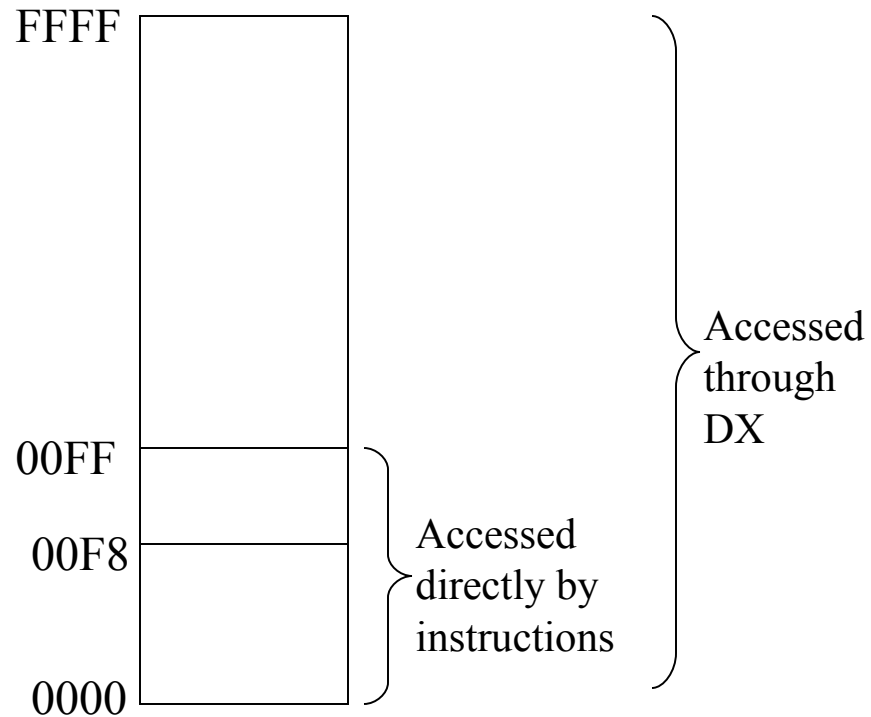 FFFF
Accessed
through
DX
00FF
Accessed
directly by
instructions
00F8
0000